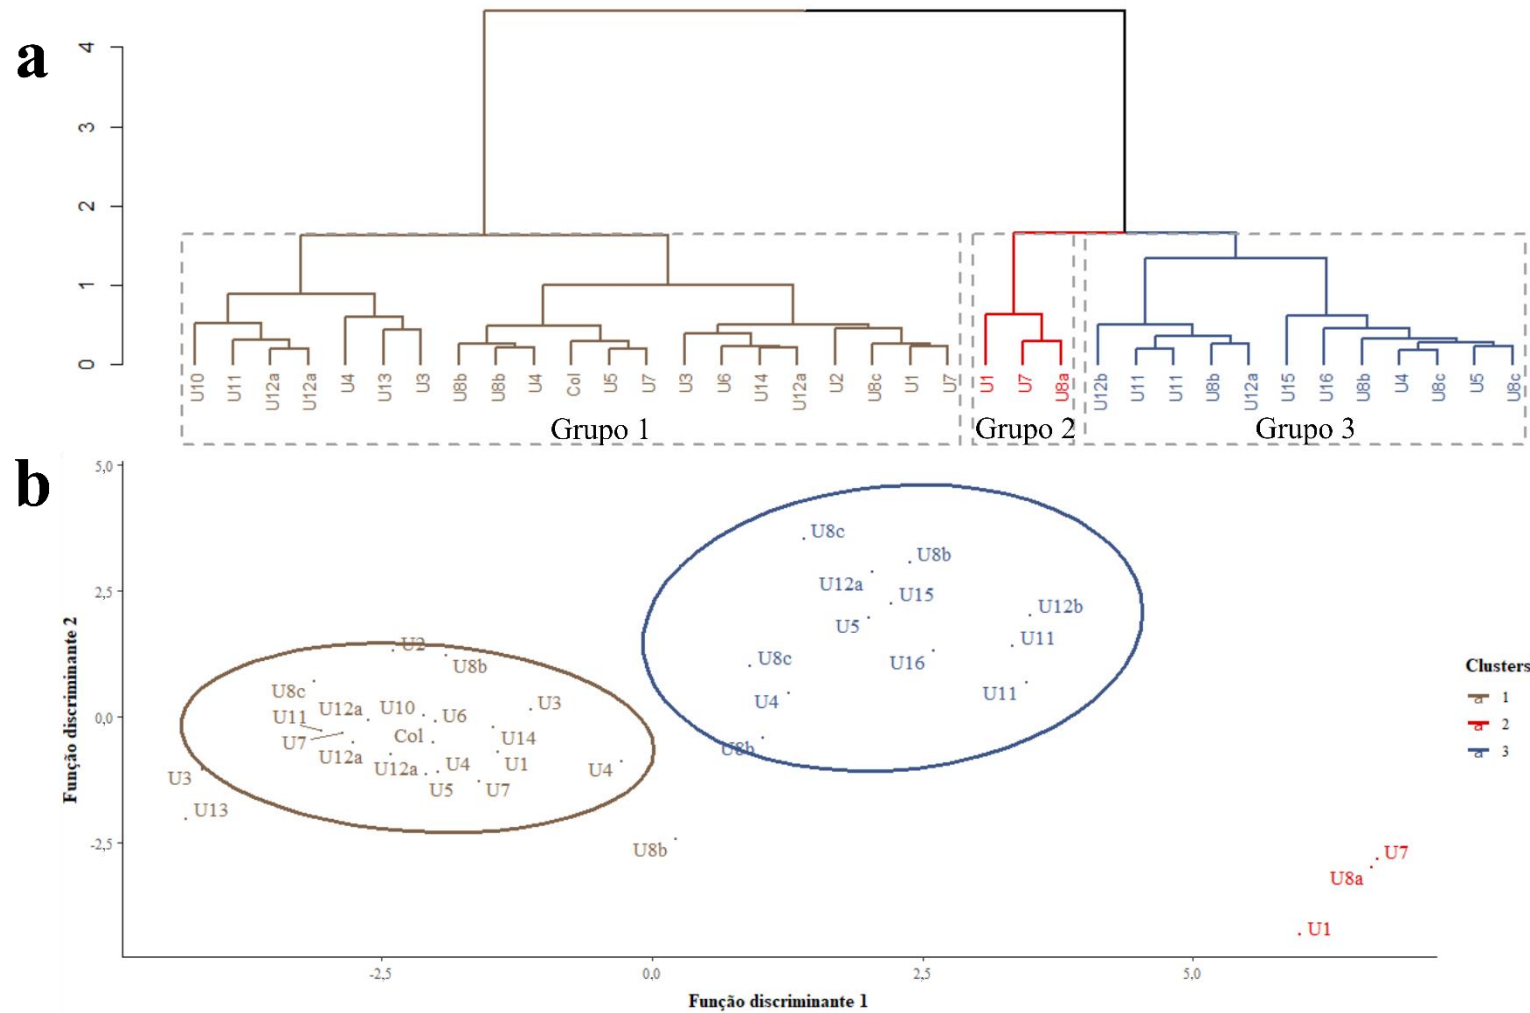 a
4
3
2
1
0
U10 U11 U12a U12a U4 U13 U3 U8b U8b U4 Col U5 U7 U3 U6 U14 U12a U2 U8c U1 U7 U1 U7 U8a U12b U11 U11 U8b U12a U15 U16 U8b U4 U8c U5 U8c
Grupo 1 Grupo 2 Grupo 3
b
5,0
2,5
0,0
-2,5
Função discriminante 2
U8c
U8b
U12a
U15
U12b
U5
U11
U2
U8c
U8b
U16
U8c
U11
U12a
U10
U3
U4
U11
U6
U7
Col
U14
U8b
U12a
U12a
U4
U1
U4
U3
U5
U7
U13
U8b
U7
U8a
U1
Clusters
a 1
a 2
a 3
-2,5 0,0 2,5 5,0
Função discriminante 1